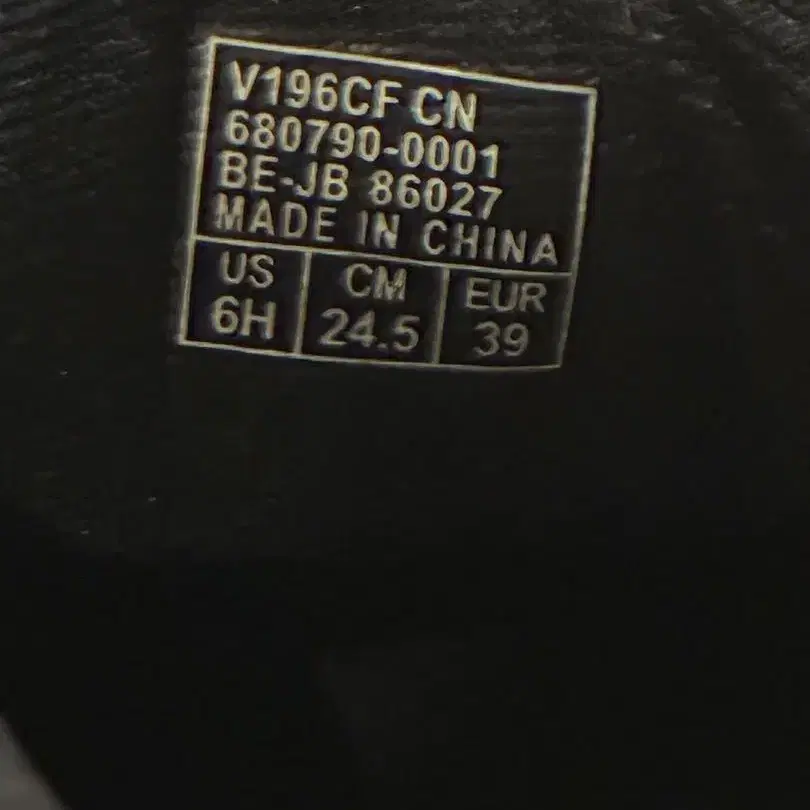 V196CF CN
680790-0001
BE-JB 86027
MADE IN CHINA
US CM EUR
6H 24.5 39